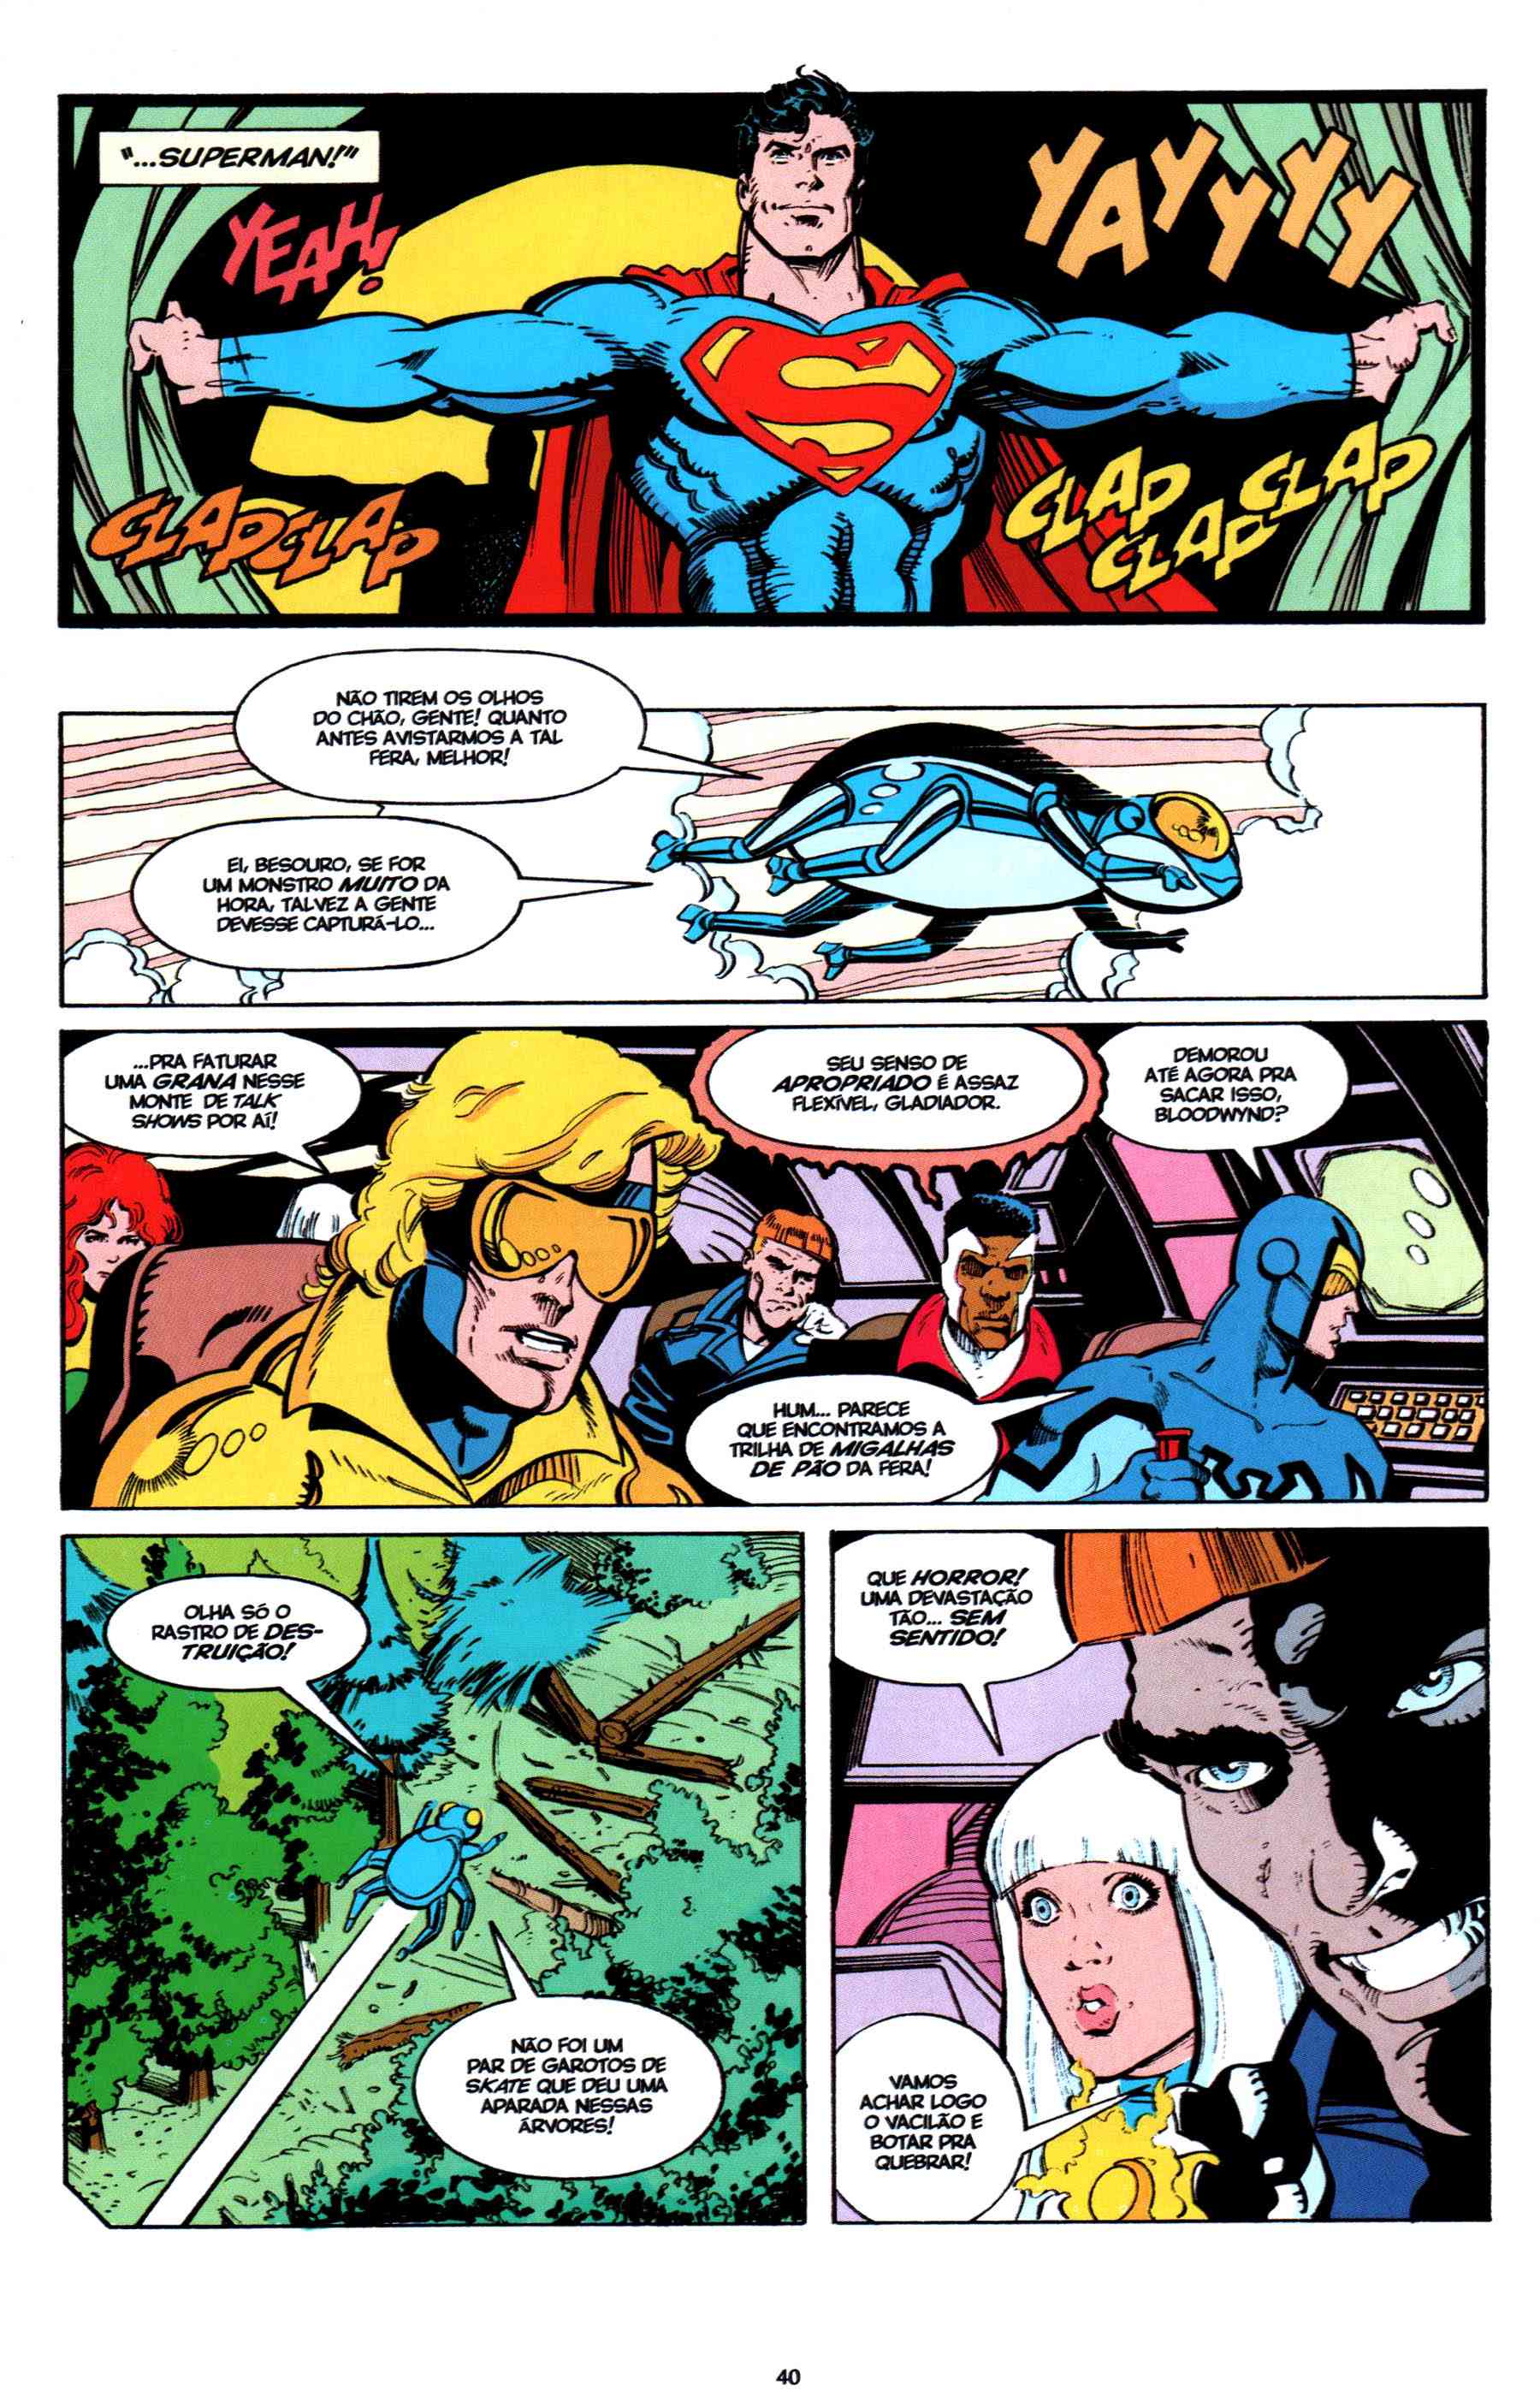 "...SUPERMAN!"
YEAH!
YAYYYYY
CLAP CLAP
CLAP
CLAP
CLAP
NÃO TIREM OS OLHOS
DO CHÃO, GENTE! QUANTO
ANTES AVISTARMOS A TAL
FERA, MELHOR!
EI, BESOURO, SE FOR
UM MONSTRO MUITO DA
HORA, TALVEZ A GENTE
DEVESSE CAPTURÁ-LO...
...PRA FATURAR
UMA GRANA NESSE
MONTE DE TALK
SHOWS POR AÍ!
SEU SENSO DE
APROPRIADO É ASSAZ
FLEXÍVEL, GLADIADOR.
DEMOROU
ATÉ AGORA PRA
SACAR ISSO,
BLOODWYND?
HUM... PARECE
QUE ENCONTRAMOS A
TRILHA DE MIGALHAS
DE PÃO DA FERA!
OLHA SÓ O
RASTRO DE DES-
TRUIÇÃO!
NÃO FOI UM
PAR DE GAROTOS DE
SKATE QUE DEU UMA
APARADA NESSAS
ÁRVORES!
QUE HORROR!
UMA DEVASTAÇÃO
TÃO... SEM
SENTIDO!
VAMOS
ACHAR LOGO
O VACILÃO E
BOTAR PRA
QUEBRAR!
40